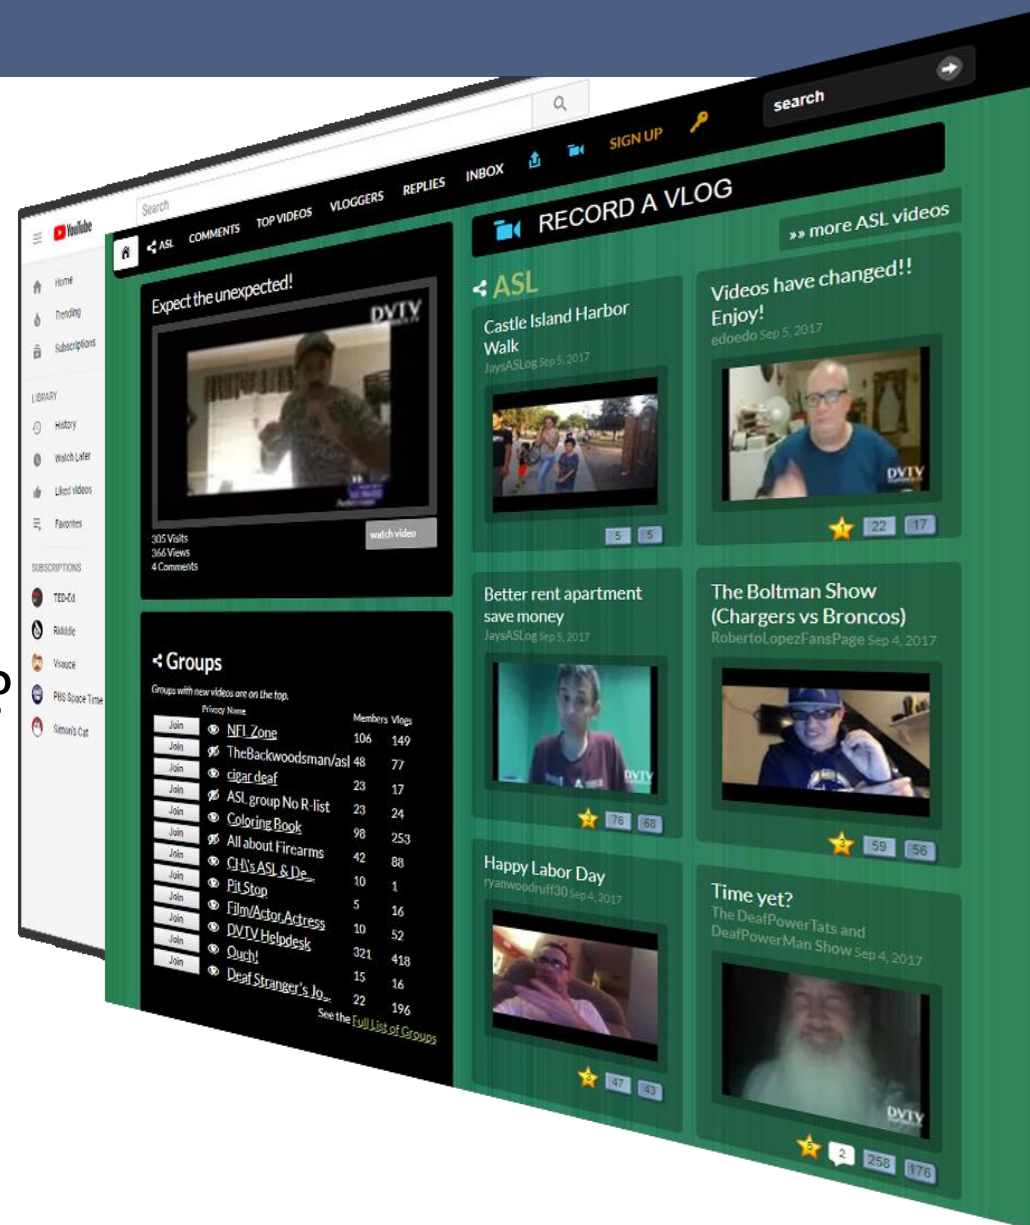 YouTube
Search
Home
Trending
Subscriptions
LIBRARY
History
Watch Later
Liked videos
Favorites
SUBSCRIPTIONS
TED-Ed
Riddle
Vsauce
PBS Space Time
Simon's Cat
ASL COMMENTS TOP VIDEOS VLOGGERS REPLIES INBOX SIGN UP
search
Expect the unexpected!
DVTV
305 Visits
366 Views
4 Comments
watch video
Groups
Groups with new videos are on the top.
Privacy Name Members Vlogs
Join NFL Zone 106 149
Join TheBackwoodsman/asl 48 77
Join cigar deaf 23 17
Join ASL group No R-list 23 24
Join Coloring Book 98 253
Join All about Firearms 42 88
Join CH\'s ASL & De... 10 1
Join Pit Stop 5 16
Join Film/Actor,Actress 10 52
Join DVTV Helpdesk 321 418
Join Ouch! 15 16
Join Deaf Stranger's Jo... 22 196
See the Full List of Groups
RECORD A VLOG
»» more ASL videos
ASL
Castle Island Harbor
Walk
JaysASLog Sep 5, 2017
5 5
Videos have changed!!
Enjoy!
edoedo Sep 5, 2017
DVTV
1 22 17
Better rent apartment
save money
JaysASLog Sep 5, 2017
DVTV
76 68
The Boltman Show
(Chargers vs Broncos)
RobertoLopezFansPage Sep 4, 2017
3 59 56
Happy Labor Day
ryanwoodruff30 Sep 4, 2017
3 47 43
Time yet?
The DeafPowerTats and
DeafPowerMan Show Sep 4, 2017
DVTV
5 2 258 176